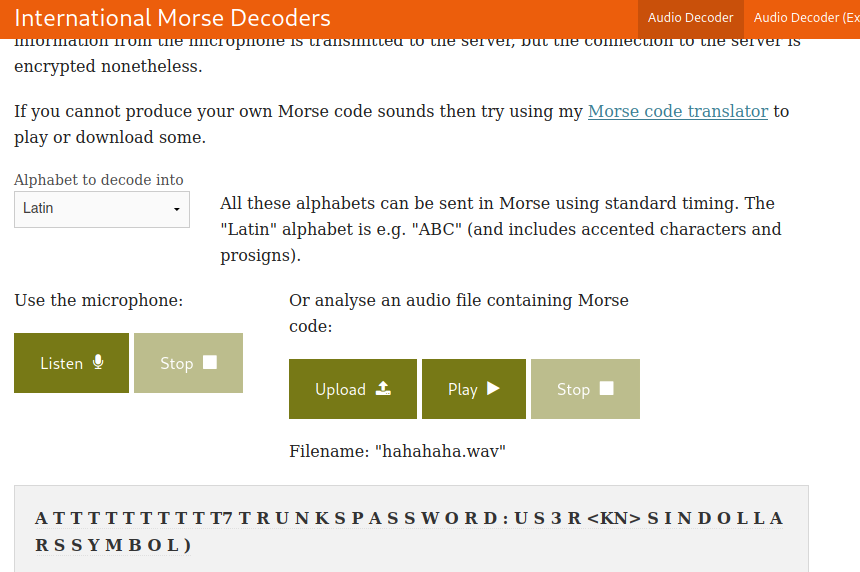 International Morse Decoders
Audio Decoder
Audio Decoder (Ex
information from the microphone is transmitted to the server, but the connection to the server is
encrypted nonetheless.
If you cannot produce your own Morse code sounds then try using my Morse code translator to
play or download some.
Alphabet to decode into
Latin
All these alphabets can be sent in Morse using standard timing. The
"Latin" alphabet is e.g. "ABC" (and includes accented characters and
prosigns).
Use the microphone:
Listen
Stop
Or analyse an audio file containing Morse
code:
Upload
Play
Stop
Filename: "hahahaha.wav"
A T T T T T T T T T7 T R U N K S P A S S W O R D : U S 3 R <KN> S I N D O L L A
R S S Y M B O L )